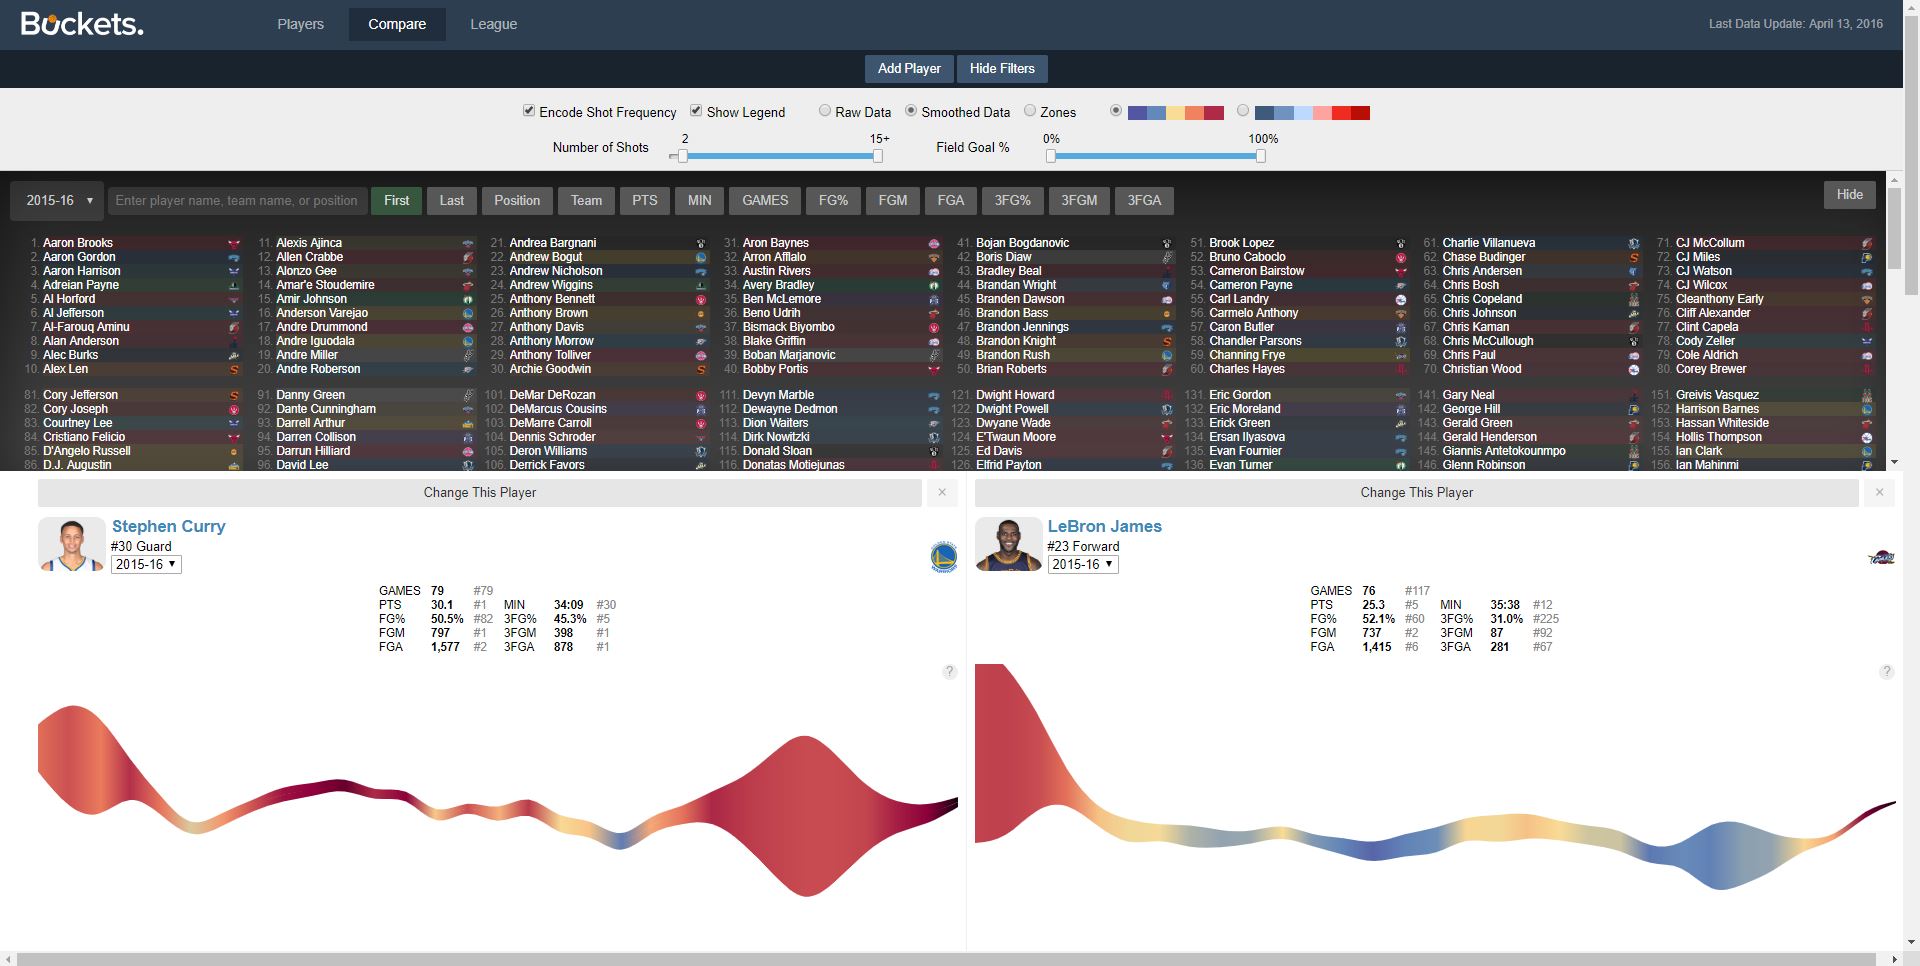 Buckets.
Players Compare League
Last Data Update: April 13, 2016
Add Player Hide Filters
Encode Shot Frequency Show Legend Raw Data Smoothed Data Zones
2 15+ 0% 100%
Number of Shots Field Goal %
2015-16 ▼ Enter player name, team name, or position First Last Position Team PTS MIN GAMES FG% FGM FGA 3FG% 3FGM 3FGA Hide
1. Aaron Brooks 11. Alexis Ajinca 21. Andrea Bargnani 31. Aron Baynes 41. Bojan Bogdanovic 51. Brook Lopez 61. Charlie Villanueva 71. CJ McCollum
2. Aaron Gordon 12. Allen Crabbe 22. Andrew Bogut 32. Arron Afflalo 42. Boris Diaw 52. Bruno Caboclo 62. Chase Budinger 72. CJ Miles
3. Aaron Harrison 13. Alonzo Gee 23. Andrew Nicholson 33. Austin Rivers 43. Bradley Beal 53. Cameron Bairstow 63. Chris Andersen 73. CJ Watson
4. Adreian Payne 14. Amar'e Stoudemire 24. Andrew Wiggins 34. Avery Bradley 44. Brandan Wright 54. Cameron Payne 64. Chris Bosh 74. CJ Wilcox
5. Al Horford 15. Amir Johnson 25. Anthony Bennett 35. Ben McLemore 45. Branden Dawson 55. Carl Landry 65. Chris Copeland 75. Cleanthony Early
6. Al Jefferson 16. Anderson Varejao 26. Anthony Brown 36. Beno Udrih 46. Brandon Bass 56. Carmelo Anthony 66. Chris Johnson 76. Cliff Alexander
7. Al-Farouq Aminu 17. Andre Drummond 27. Anthony Davis 37. Bismack Biyombo 47. Brandon Jennings 57. Caron Butler 67. Chris Kaman 77. Clint Capela
8. Alan Anderson 18. Andre Iguodala 28. Anthony Morrow 38. Blake Griffin 48. Brandon Knight 58. Chandler Parsons 68. Chris McCullough 78. Cody Zeller
9. Alec Burks 19. Andre Miller 29. Anthony Tolliver 39. Boban Marjanovic 49. Brandon Rush 59. Channing Frye 69. Chris Paul 79. Cole Aldrich
10. Alex Len 20. Andre Roberson 30. Archie Goodwin 40. Bobby Portis 50. Brian Roberts 60. Charles Hayes 70. Christian Wood 80. Corey Brewer
81. Cory Jefferson 91. Danny Green 101. DeMar DeRozan 111. Devyn Marble 121. Dwight Howard 131. Eric Gordon 141. Gary Neal 151. Greivis Vasquez
82. Cory Joseph 92. Dante Cunningham 102. DeMarcus Cousins 112. Dewayne Dedmon 122. Dwight Powell 132. Eric Moreland 142. George Hill 152. Harrison Barnes
83. Courtney Lee 93. Darrell Arthur 103. DeMarre Carroll 113. Dion Waiters 123. Dwyane Wade 133. Erick Green 143. Gerald Green 153. Hassan Whiteside
84. Cristiano Felicio 94. Darren Collison 104. Dennis Schroder 114. Dirk Nowitzki 124. E'Twaun Moore 134. Ersan Ilyasova 144. Gerald Henderson 154. Hollis Thompson
85. D'Angelo Russell 95. Darrun Hilliard 105. Deron Williams 115. Donald Sloan 125. Ed Davis 135. Evan Fournier 145. Giannis Antetokounmpo 155. Ian Clark
86. D.J. Augustin 96. David Lee 106. Derrick Favors 116. Donatas Motiejunas 126. Elfrid Payton 136. Evan Turner 146. Glenn Robinson 156. Ian Mahinmi
Change This Player × Change This Player ×
Stephen Curry
#30 Guard
2015-16 ▼
GAMES 79 #79
PTS 30.1 #1 MIN 34:09 #30
FG% 50.5% #82 3FG% 45.3% #5
FGM 797 #1 3FGM 398 #1
FGA 1,577 #2 3FGA 878 #1
?
LeBron James
#23 Forward
2015-16 ▼
GAMES 76 #117
PTS 25.3 #5 MIN 35:38 #12
FG% 52.1% #60 3FG% 31.0% #225
FGM 737 #2 3FGM 87 #92
FGA 1,415 #6 3FGA 281 #67
?